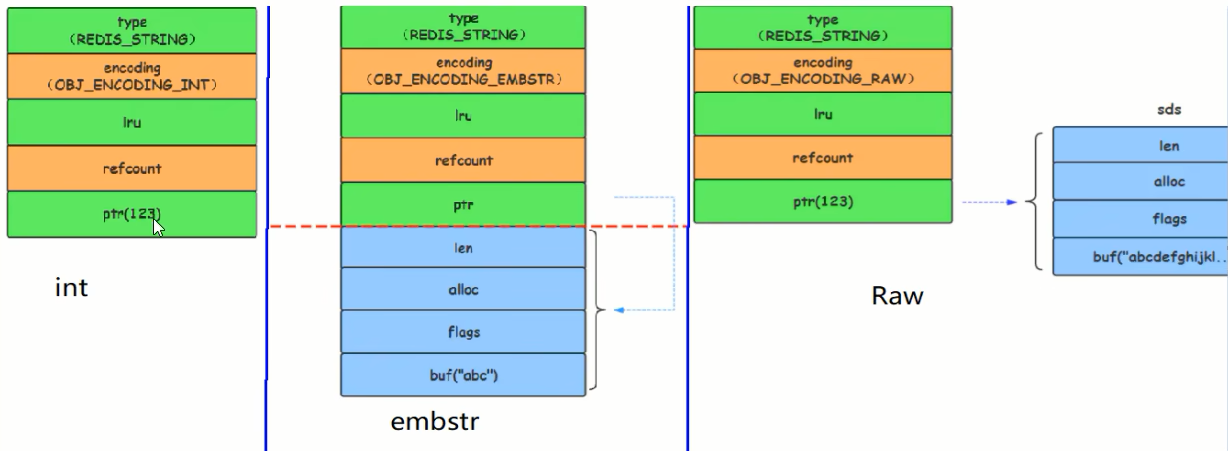 type
(REDIS_STRING)
encoding
(OBJ_ENCODING_INT)
lru
refcount
ptr(123)
int
type
(REDIS_STRING)
encoding
(OBJ_ENCODING_EMBSTR)
lru
refcount
ptr
len
alloc
flags
buf("abc")
embstr
type
(REDIS_STRING)
encoding
(OBJ_ENCODING_RAW)
lru
refcount
ptr(123)
sds
len
alloc
flags
buf("abcdefghijkl..
Raw